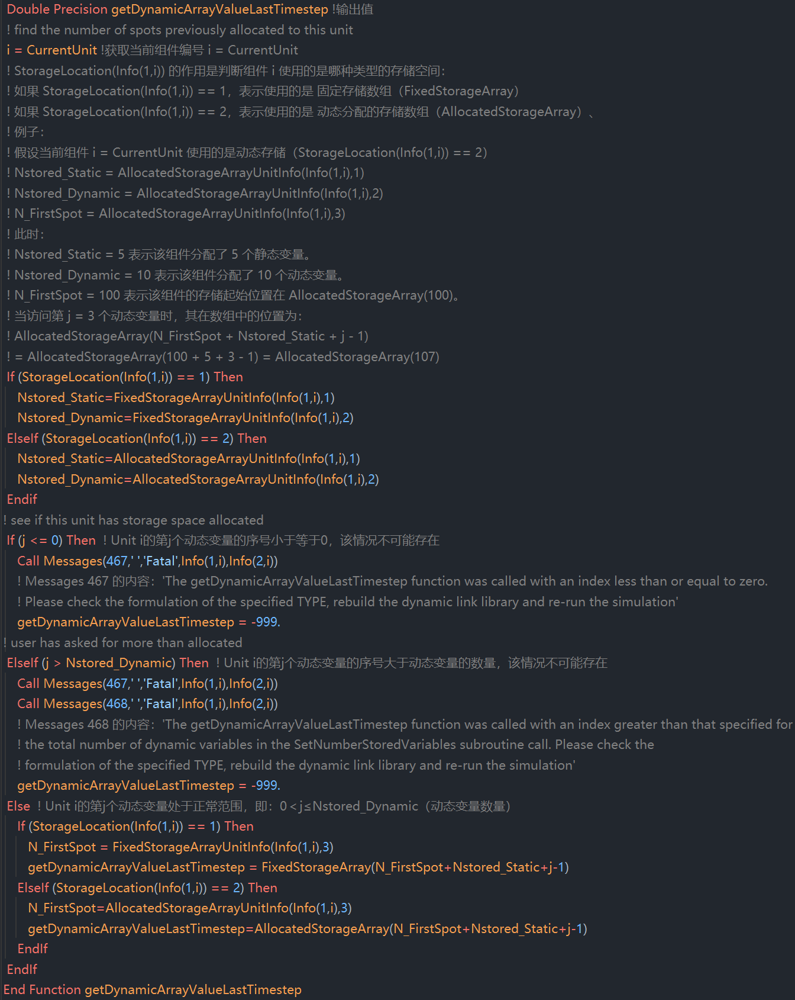 Double Precision getDynamicArrayValueLastTimestep !输出值
! find the number of spots previously allocated to this unit
i = CurrentUnit !获取当前组件编号 i = CurrentUnit
! StorageLocation(Info(1,i)) 的作用是判断组件 i 使用的是哪种类型的存储空间：
! 如果 StorageLocation(Info(1,i)) == 1，表示使用的是 固定存储数组（FixedStorageArray）
! 如果 StorageLocation(Info(1,i)) == 2，表示使用的是 动态分配的存储数组（AllocatedStorageArray）、
! 例子：
! 假设当前组件 i = CurrentUnit 使用的是动态存储（StorageLocation(Info(1,i)) == 2）
! Nstored_Static = AllocatedStorageArrayUnitInfo(Info(1,i),1)
! Nstored_Dynamic = AllocatedStorageArrayUnitInfo(Info(1,i),2)
! N_FirstSpot = AllocatedStorageArrayUnitInfo(Info(1,i),3)
! 此时：
! Nstored_Static = 5 表示该组件分配了 5 个静态变量。
! Nstored_Dynamic = 10 表示该组件分配了 10 个动态变量。
! N_FirstSpot = 100 表示该组件的存储起始位置在 AllocatedStorageArray(100)。
! 当访问第 j = 3 个动态变量时，其在数组中的位置为：
! AllocatedStorageArray(N_FirstSpot + Nstored_Static + j - 1)
! = AllocatedStorageArray(100 + 5 + 3 - 1) = AllocatedStorageArray(107)
If (StorageLocation(Info(1,i)) == 1) Then
Nstored_Static=FixedStorageArrayUnitInfo(Info(1,i),1)
Nstored_Dynamic=FixedStorageArrayUnitInfo(Info(1,i),2)
ElseIf (StorageLocation(Info(1,i)) == 2) Then
Nstored_Static=AllocatedStorageArrayUnitInfo(Info(1,i),1)
Nstored_Dynamic=AllocatedStorageArrayUnitInfo(Info(1,i),2)
Endif
! see if this unit has storage space allocated
If (j <= 0) Then ! Unit i的第j个动态变量的序号小于等于0，该情况不可能存在
Call Messages(467,' ','Fatal',Info(1,i),Info(2,i))
! Messages 467 的内容：'The getDynamicArrayValueLastTimestep function was called with an index less than or equal to zero.
! Please check the formulation of the specified TYPE, rebuild the dynamic link library and re-run the simulation'
getDynamicArrayValueLastTimestep = -999.
! user has asked for more than allocated
ElseIf (j > Nstored_Dynamic) Then ! Unit i的第j个动态变量的序号大于动态变量的数量，该情况不可能存在
Call Messages(467,' ','Fatal',Info(1,i),Info(2,i))
Call Messages(468,' ','Fatal',Info(1,i),Info(2,i))
! Messages 468 的内容：'The getDynamicArrayValueLastTimestep function was called with an index greater than that specified for
! the total number of dynamic variables in the SetNumberStoredVariables subroutine call. Please check the
! formulation of the specified TYPE, rebuild the dynamic link library and re-run the simulation'
getDynamicArrayValueLastTimestep = -999.
Else ! Unit i的第j个动态变量处于正常范围，即：0＜j≤Nstored_Dynamic（动态变量数量）
If (StorageLocation(Info(1,i)) == 1) Then
N_FirstSpot = FixedStorageArrayUnitInfo(Info(1,i),3)
getDynamicArrayValueLastTimestep = FixedStorageArray(N_FirstSpot+Nstored_Static+j-1)
ElseIf (StorageLocation(Info(1,i)) == 2) Then
N_FirstSpot=AllocatedStorageArrayUnitInfo(Info(1,i),3)
getDynamicArrayValueLastTimestep=AllocatedStorageArray(N_FirstSpot+Nstored_Static+j-1)
EndIf
EndIf
End Function getDynamicArrayValueLastTimestep